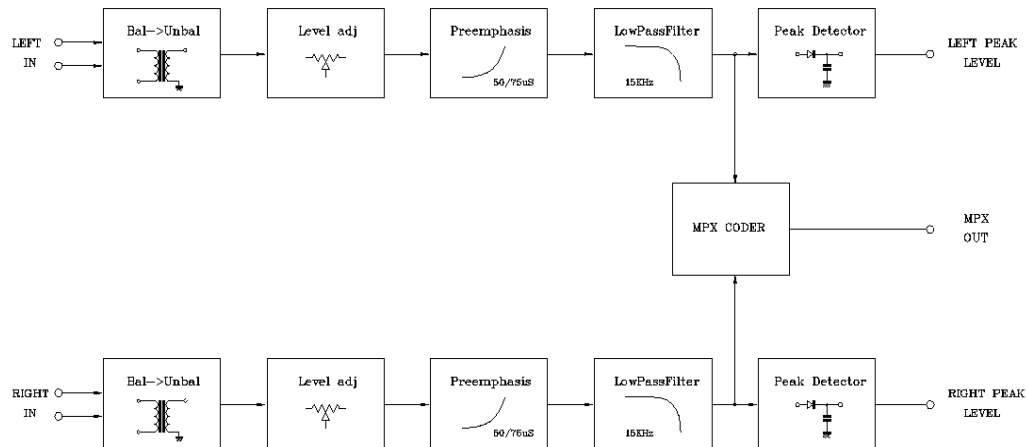 Bal->Unbal Level adj Preemphasis LowPassFilter Peak Detector
LEFT LEFT PEAK
IN LEVEL
50/75uS 15KHz
MPX CODER MPX
OUT
Bal->Unbal Level adj Preemphasis LowPassFilter Peak Detector
RIGHT RIGHT PEAK
IN LEVEL
50/75uS 15KHz